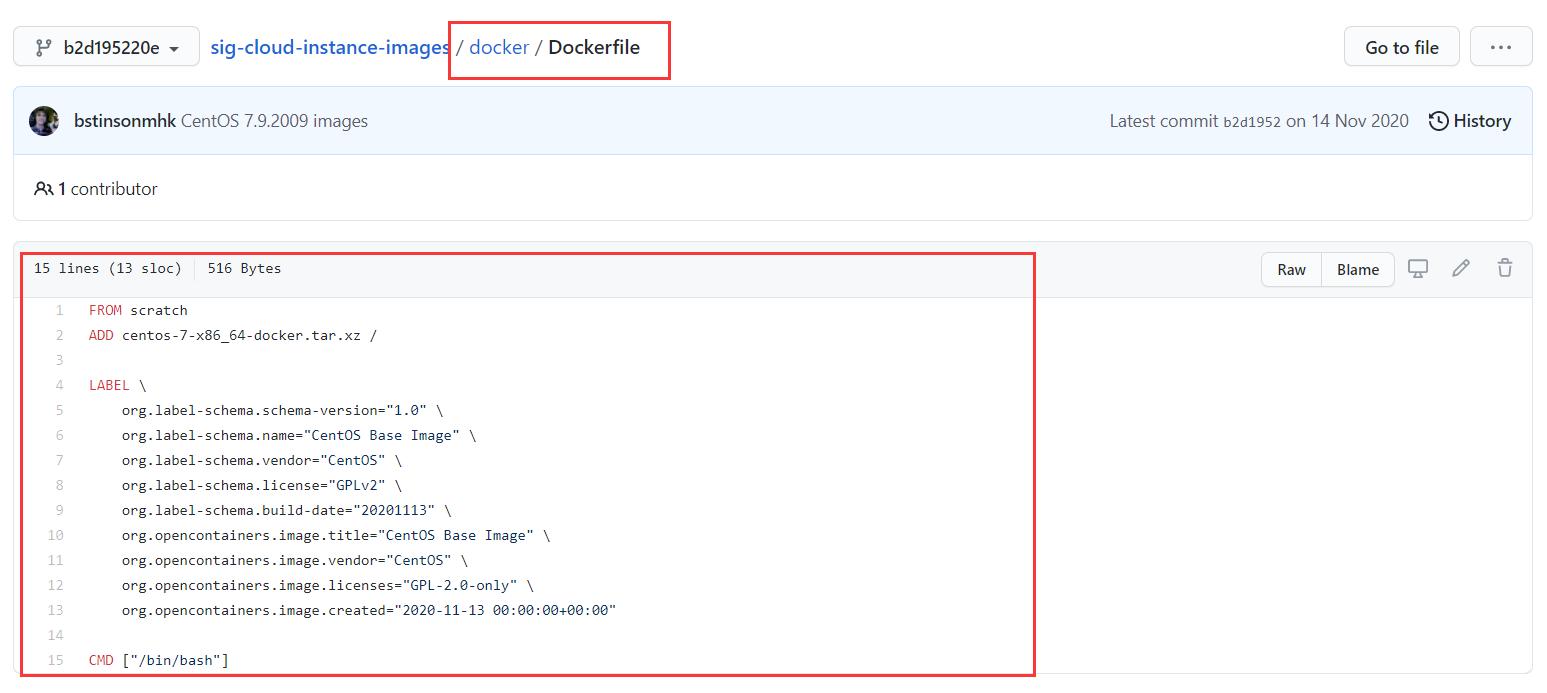 b2d195220e sig-cloud-instance-images / docker / Dockerfile Go to file ...
bstinsonmhk CentOS 7.9.2009 images Latest commit b2d1952 on 14 Nov 2020 History
1 contributor
15 lines (13 sloc) 516 Bytes Raw Blame
1 FROM scratch
2 ADD centos-7-x86_64-docker.tar.xz /
3
4 LABEL \
5 org.label-schema.schema-version="1.0" \
6 org.label-schema.name="CentOS Base Image" \
7 org.label-schema.vendor="CentOS" \
8 org.label-schema.license="GPLv2" \
9 org.label-schema.build-date="20201113" \
10 org.opencontainers.image.title="CentOS Base Image" \
11 org.opencontainers.image.vendor="CentOS" \
12 org.opencontainers.image.licenses="GPL-2.0-only" \
13 org.opencontainers.image.created="2020-11-13 00:00:00+00:00"
14
15 CMD ["/bin/bash"]